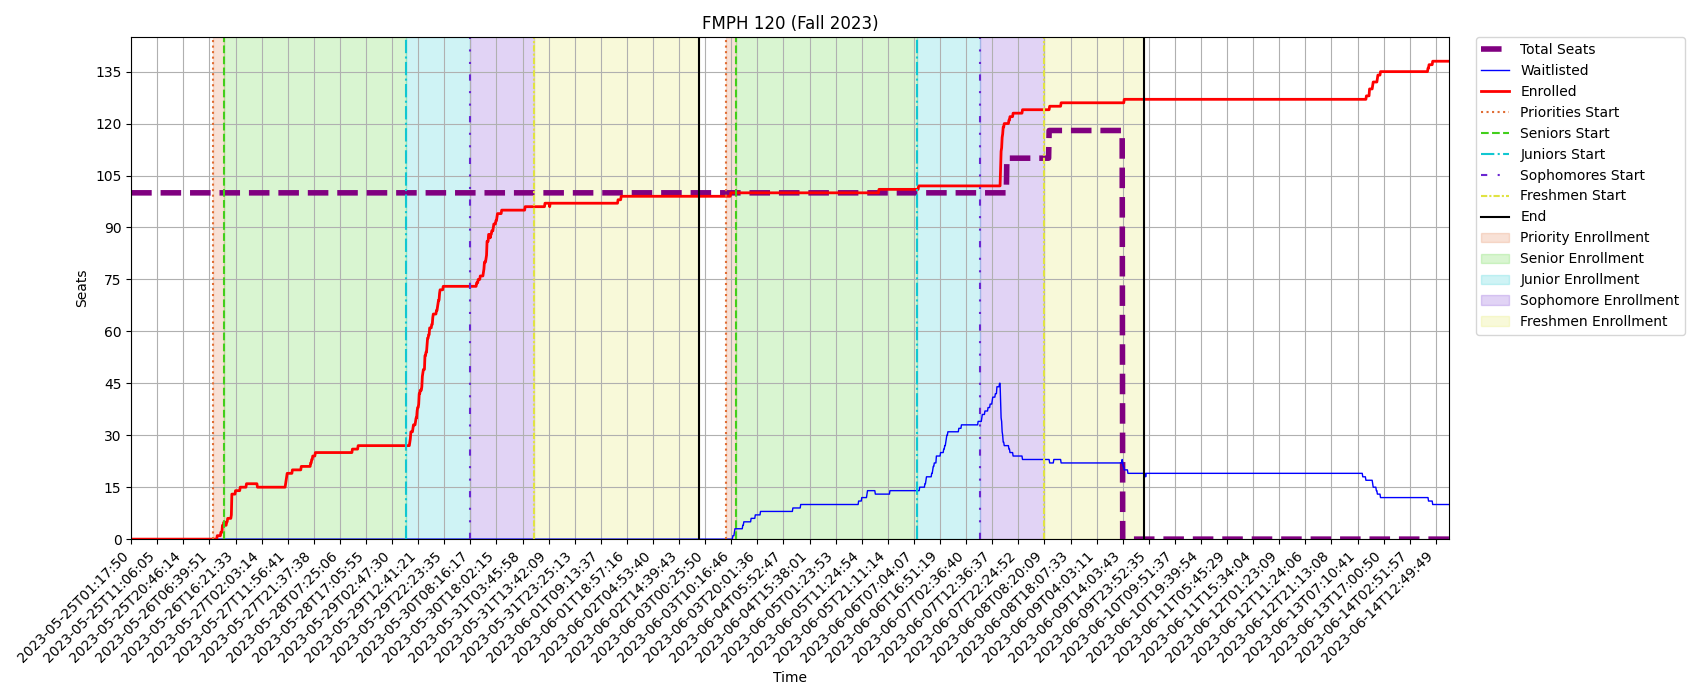 FMPH 120 (Fall 2023)
Seats
135
120
105
90
75
60
45
30
15
0
2023-05-25T01:17:50
2023-05-25T11:06:05
2023-05-25T20:46:14
2023-05-26T06:39:51
2023-05-26T16:21:33
2023-05-27T02:03:14
2023-05-27T11:56:41
2023-05-27T21:37:38
2023-05-28T07:25:06
2023-05-28T17:05:55
2023-05-29T02:47:30
2023-05-29T12:41:21
2023-05-29T22:23:35
2023-05-30T08:16:17
2023-05-30T18:02:15
2023-05-31T03:45:58
2023-05-31T13:42:09
2023-05-31T23:25:13
2023-06-01T09:13:37
2023-06-01T18:57:16
2023-06-02T04:53:40
2023-06-02T14:39:43
2023-06-03T00:25:50
2023-06-03T10:16:46
2023-06-03T20:01:36
2023-06-04T05:52:47
2023-06-04T15:38:01
2023-06-05T01:23:53
2023-06-05T11:24:54
2023-06-05T21:11:14
2023-06-06T07:04:07
2023-06-06T16:51:19
2023-06-07T02:36:40
2023-06-07T12:36:37
2023-06-07T22:24:52
2023-06-08T08:20:09
2023-06-08T18:07:33
2023-06-09T04:03:11
2023-06-09T14:03:43
2023-06-09T23:52:35
2023-06-10T09:51:37
2023-06-10T19:39:54
2023-06-11T05:45:29
2023-06-11T15:34:04
2023-06-12T01:23:09
2023-06-12T11:24:06
2023-06-12T21:13:08
2023-06-13T07:10:41
2023-06-13T17:00:50
2023-06-14T02:51:57
2023-06-14T12:49:49
Time
Total Seats
Waitlisted
Enrolled
Priorities Start
Seniors Start
Juniors Start
Sophomores Start
Freshmen Start
End
Priority Enrollment
Senior Enrollment
Junior Enrollment
Sophomore Enrollment
Freshmen Enrollment